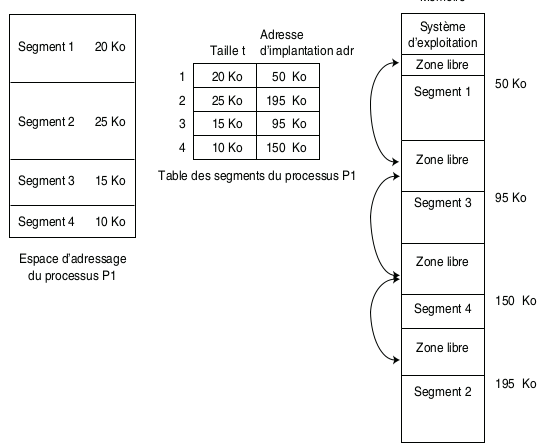 Mémoire
Segment 1 20 Ko
Segment 2 25 Ko
Segment 3 15 Ko
Segment 4 10 Ko
Espace d'adressage
du processus P1
Taille t
Adresse
d'implantation adr
1 20 Ko 50 Ko
2 25 Ko 195 Ko
3 15 Ko 95 Ko
4 10 Ko 150 Ko
Table des segments du processus P1
Système
d'exploitation
Zone libre
50 Ko
Segment 1
Zone libre
95 Ko
Segment 3
Zone libre
150 Ko
Segment 4
Zone libre
195 Ko
Segment 2